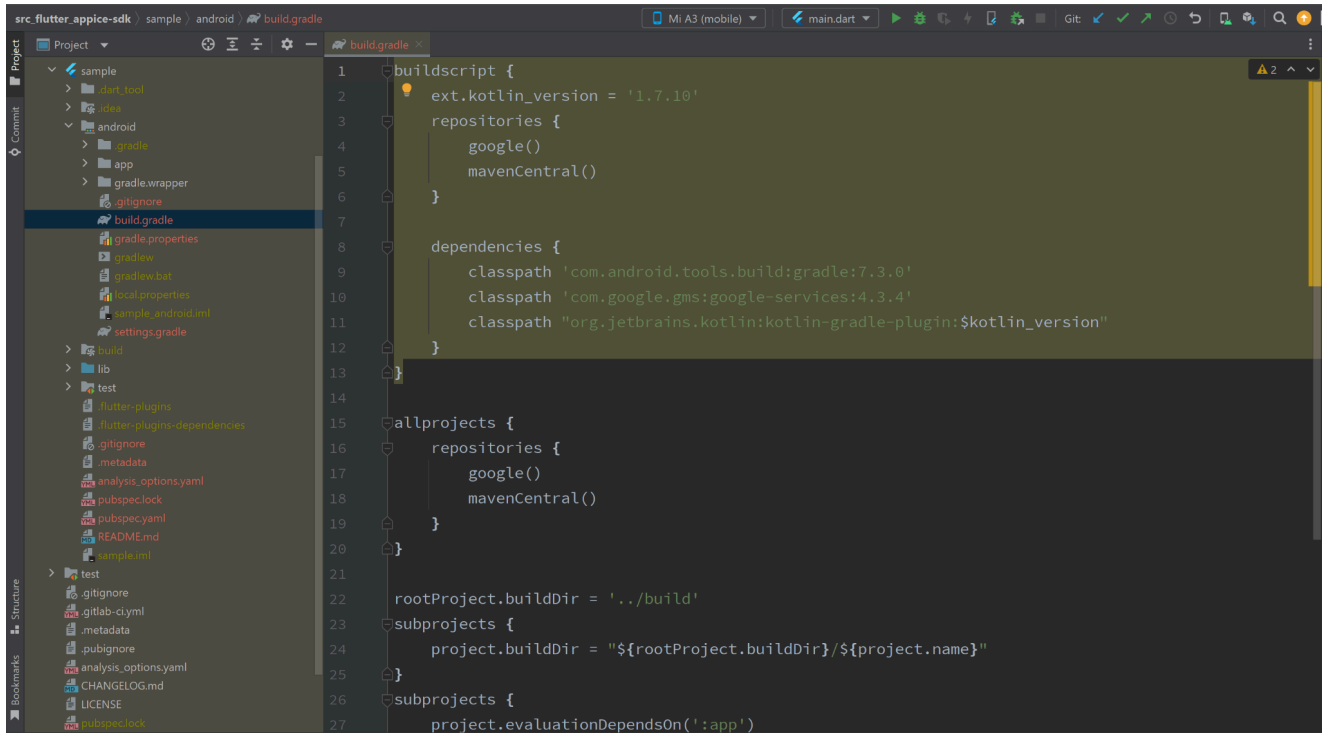 src_flutter_appice-sdk sample android build.gradle
Mi A3 (mobile) main.dart Git:
Project
build.gradle
sample
.dart_tool
.idea
android
.gradle
app
gradle.wrapper
.gitignore
build.gradle
gradle.properties
gradlew
gradlew.bat
local.properties
sample_android.iml
settings.gradle
build
lib
test
.flutter-plugins
.flutter-plugins-dependencies
.gitignore
.metadata
analysis_options.yaml
pubspec.lock
pubspec.yaml
README.md
sample.iml
test
.gitignore
.gitlab-ci.yml
.metadata
.pubignore
analysis_options.yaml
CHANGELOG.md
LICENSE
pubspec.lock
Project
Commit
Structure
Bookmarks
2
1 buildscript {
2 ext.kotlin_version = '1.7.10'
3 repositories {
4 google()
5 mavenCentral()
6 }
7
8 dependencies {
9 classpath 'com.android.tools.build:gradle:7.3.0'
10 classpath 'com.google.gms:google-services:4.3.4'
11 classpath "org.jetbrains.kotlin:kotlin-gradle-plugin:$kotlin_version"
12 }
13 }
14
15 allprojects {
16 repositories {
17 google()
18 mavenCentral()
19 }
20 }
21
22 rootProject.buildDir = '../build'
23 subprojects {
24 project.buildDir = "${rootProject.buildDir}/${project.name}"
25 }
26 subprojects {
27 project.evaluationDependsOn(':app')